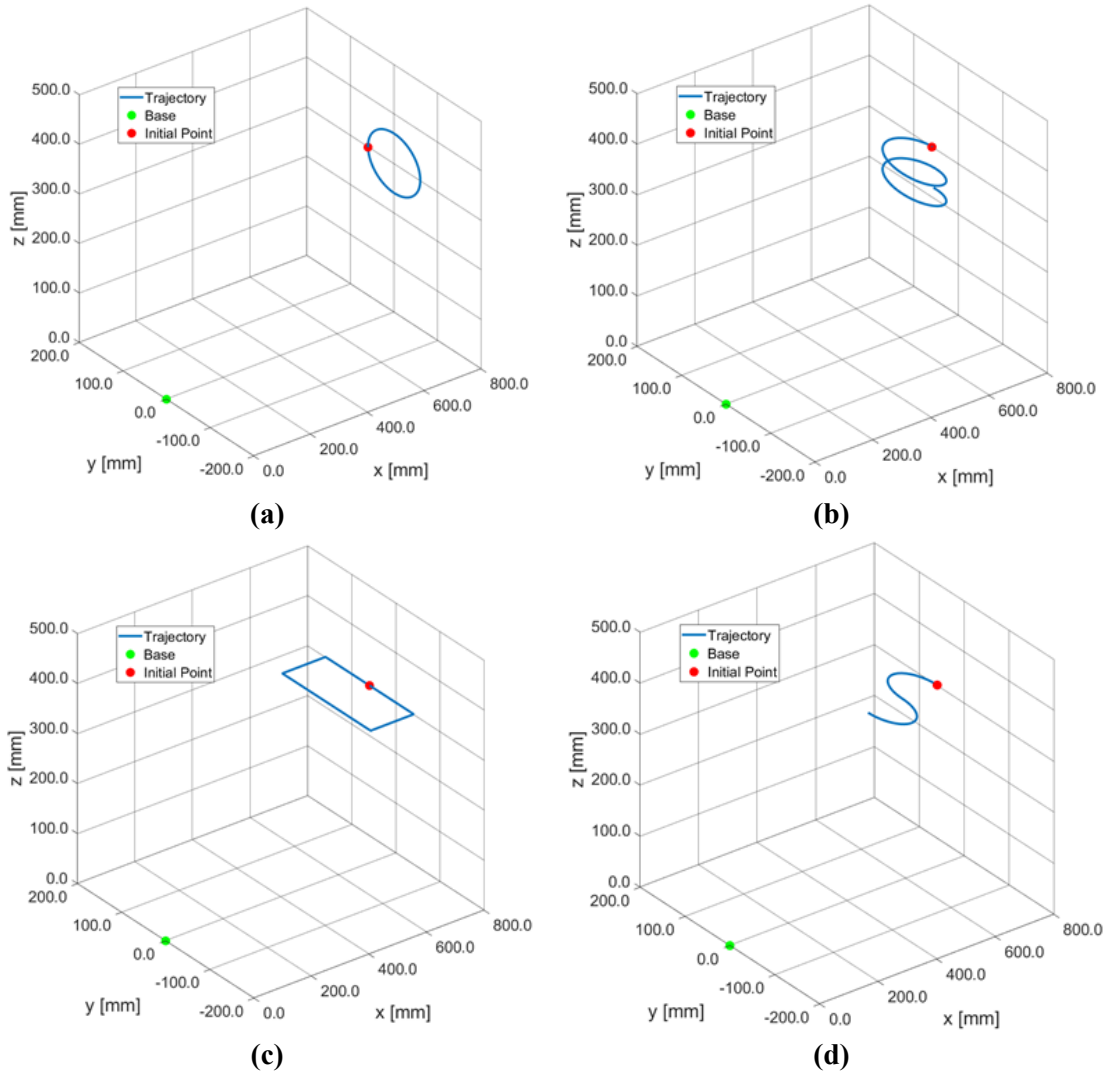 500.0
400.0
300.0
200.0
100.0
0.0
z [mm]
Trajectory
Base
Initial Point
200.0
100.0
0.0
-100.0
-200.0
y [mm]
0.0
200.0
400.0
600.0
800.0
x [mm]
(a)
500.0
400.0
300.0
200.0
100.0
0.0
z [mm]
Trajectory
Base
Initial Point
200.0
100.0
0.0
-100.0
-200.0
y [mm]
0.0
200.0
400.0
600.0
800.0
x [mm]
(b)
500.0
400.0
300.0
200.0
100.0
0.0
z [mm]
Trajectory
Base
Initial Point
200.0
100.0
0.0
-100.0
-200.0
y [mm]
0.0
200.0
400.0
600.0
800.0
x [mm]
(c)
500.0
400.0
300.0
200.0
100.0
0.0
z [mm]
Trajectory
Base
Initial Point
200.0
100.0
0.0
-100.0
-200.0
y [mm]
0.0
200.0
400.0
600.0
800.0
x [mm]
(d)